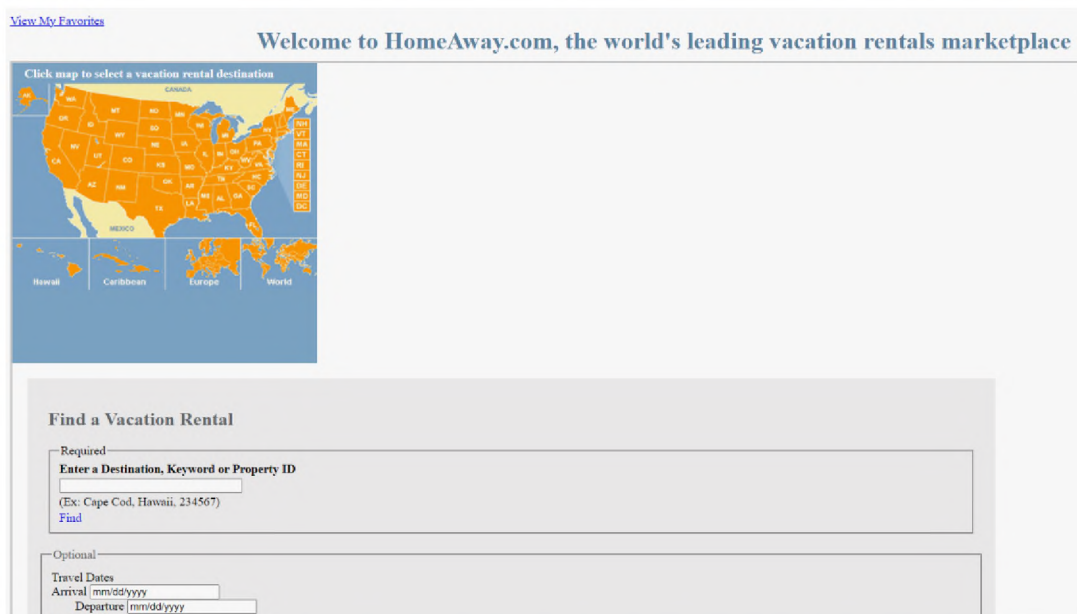 View My Favorites
Welcome to HomeAway.com, the world's leading vacation rentals marketplace
Click map to select a vacation rental destination
CANADA
AK
WA
MT
ND
MN
ME
OR
ID
WY
SD
WI
MI
NY
NH
VT
MA
CT
RI
NJ
DE
MD
DC
NV
UT
CO
NE
IA
IL
IN
OH
PA
CA
KS
MO
KY
WV
VA
AZ
NM
OK
AR
TN
NC
SC
TX
LA
MS
AL
GA
FL
MEXICO
Hawaii
Caribbean
Europe
World
Find a Vacation Rental
Required
Enter a Destination, Keyword or Property ID
(Ex: Cape Cod, Hawaii, 234567)
Find
Optional
Travel Dates
Arrival mm/dd/yyyy
Departure mm/dd/yyyy